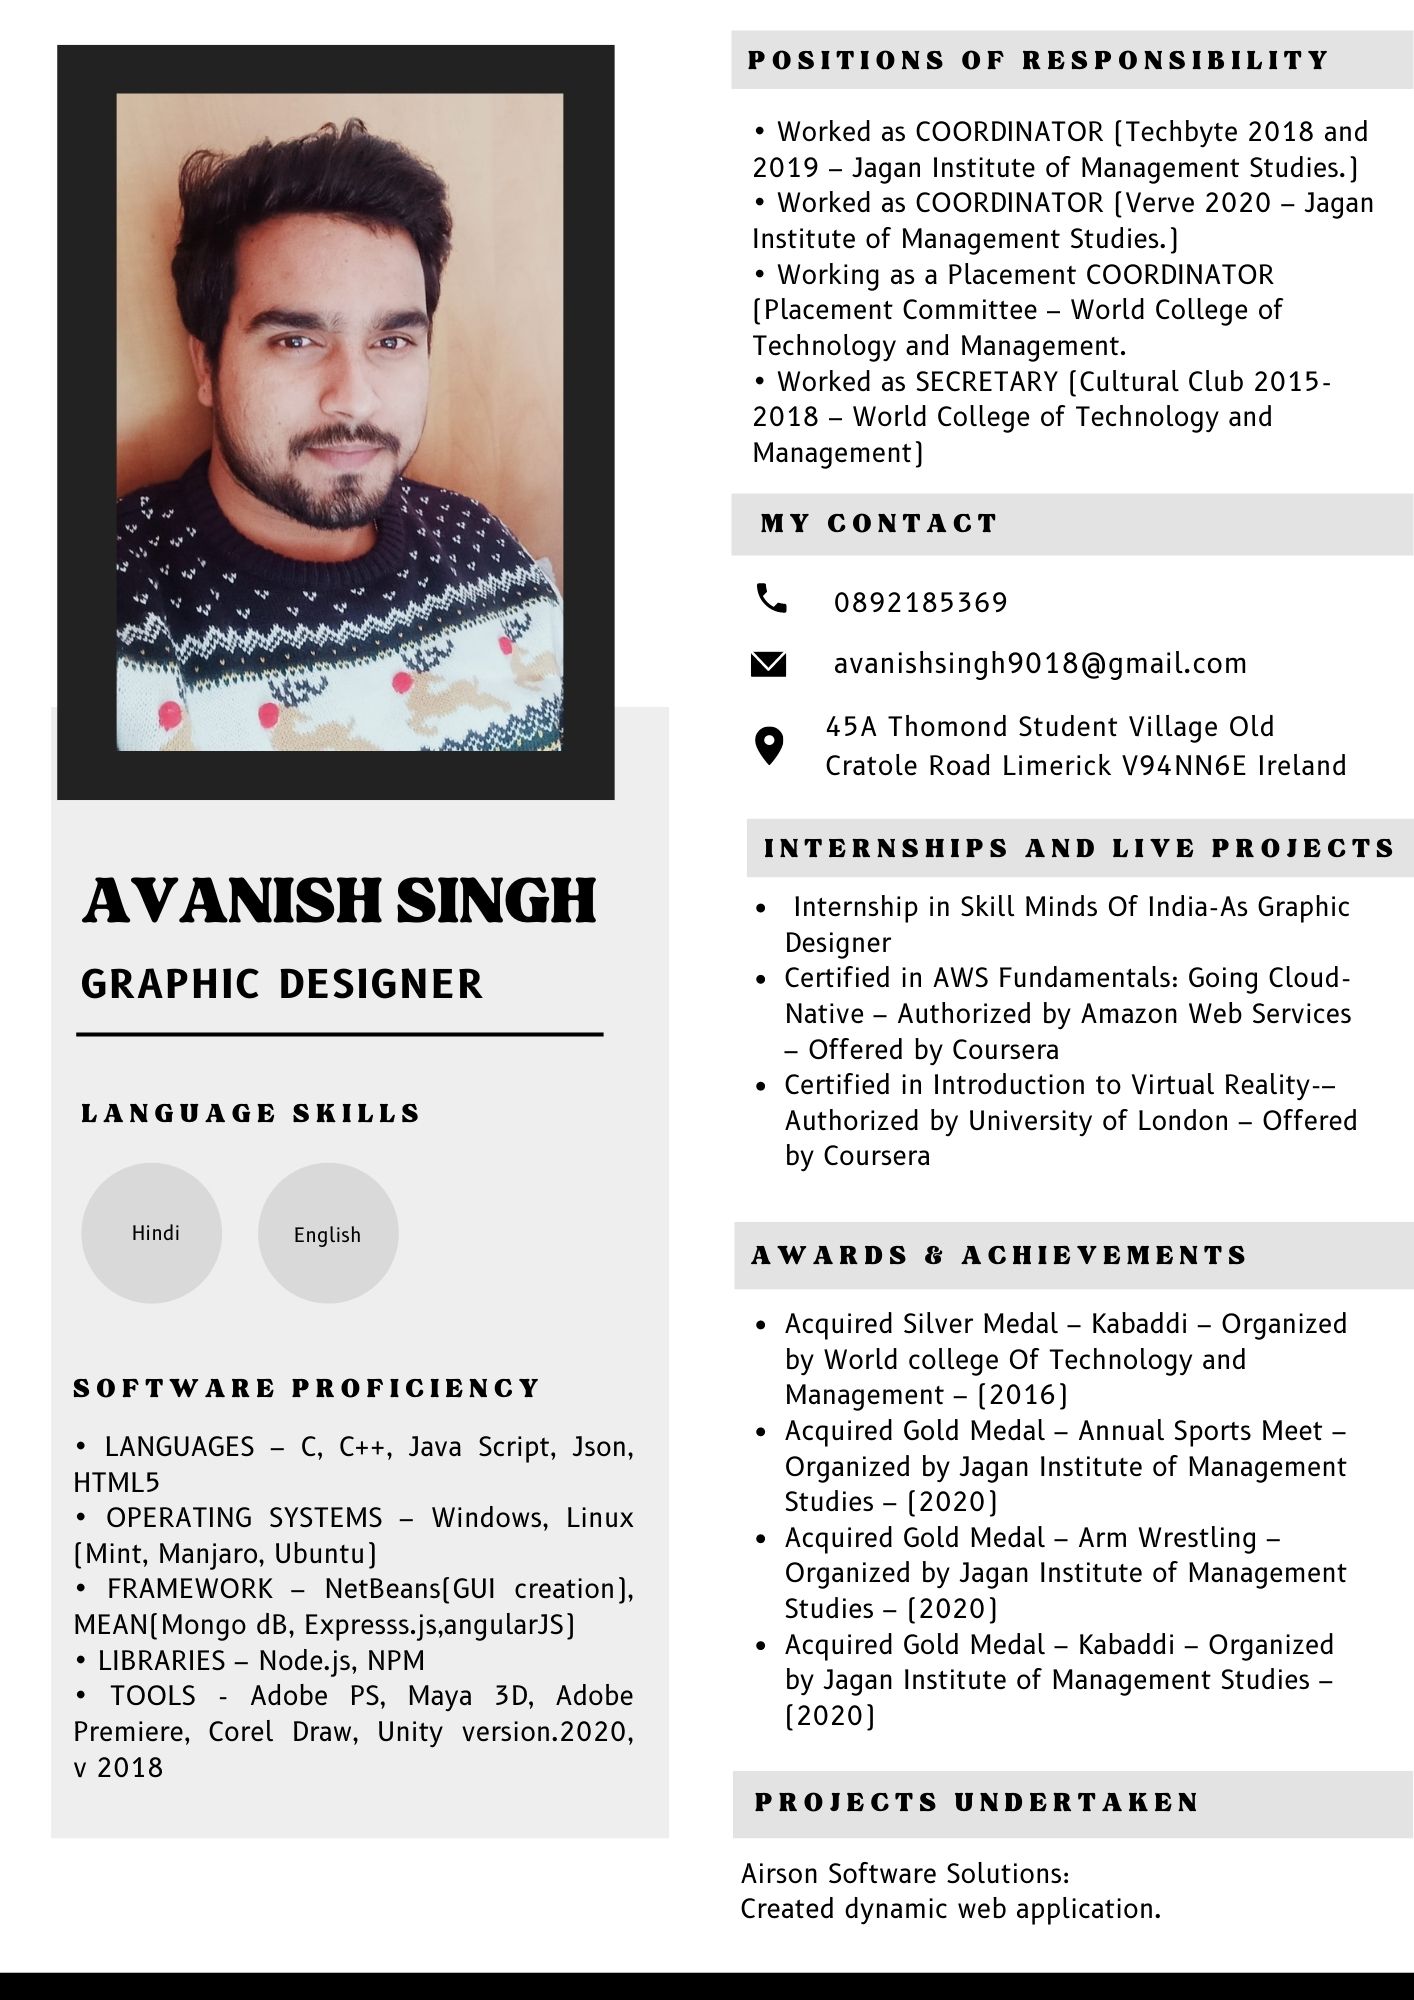 AVANISH SINGH
GRAPHIC DESIGNER
LANGUAGE SKILLS
Hindi
English
SOFTWARE PROFICIENCY
• LANGUAGES – C, C++, Java Script, Json,
HTML5
• OPERATING SYSTEMS – Windows, Linux
(Mint, Manjaro, Ubuntu)
• FRAMEWORK – NetBeans(GUI creation),
MEAN(Mongo dB, Expresss.js,angularJS)
• LIBRARIES – Node.js, NPM
• TOOLS - Adobe PS, Maya 3D, Adobe
Premiere, Corel Draw, Unity version.2020,
v 2018
POSITIONS OF RESPONSIBILITY
• Worked as COORDINATOR (Techbyte 2018 and
2019 – Jagan Institute of Management Studies.)
• Worked as COORDINATOR (Verve 2020 – Jagan
Institute of Management Studies.)
• Working as a Placement COORDINATOR
(Placement Committee – World College of
Technology and Management.
• Worked as SECRETARY (Cultural Club 2015-
2018 – World College of Technology and
Management)
MY CONTACT
0892185369
avanishsingh9018@gmail.com
45A Thomond Student Village Old
Cratole Road Limerick V94NN6E Ireland
INTERNSHIPS AND LIVE PROJECTS
• Internship in Skill Minds Of India-As Graphic
Designer
• Certified in AWS Fundamentals: Going Cloud-
Native – Authorized by Amazon Web Services
– Offered by Coursera
• Certified in Introduction to Virtual Reality-–
Authorized by University of London – Offered
by Coursera
AWARDS & ACHIEVEMENTS
• Acquired Silver Medal – Kabaddi – Organized
by World college Of Technology and
Management – (2016)
• Acquired Gold Medal – Annual Sports Meet –
Organized by Jagan Institute of Management
Studies – (2020)
• Acquired Gold Medal – Arm Wrestling –
Organized by Jagan Institute of Management
Studies – (2020)
• Acquired Gold Medal – Kabaddi – Organized
by Jagan Institute of Management Studies –
(2020)
PROJECTS UNDERTAKEN
Airson Software Solutions:
Created dynamic web application.